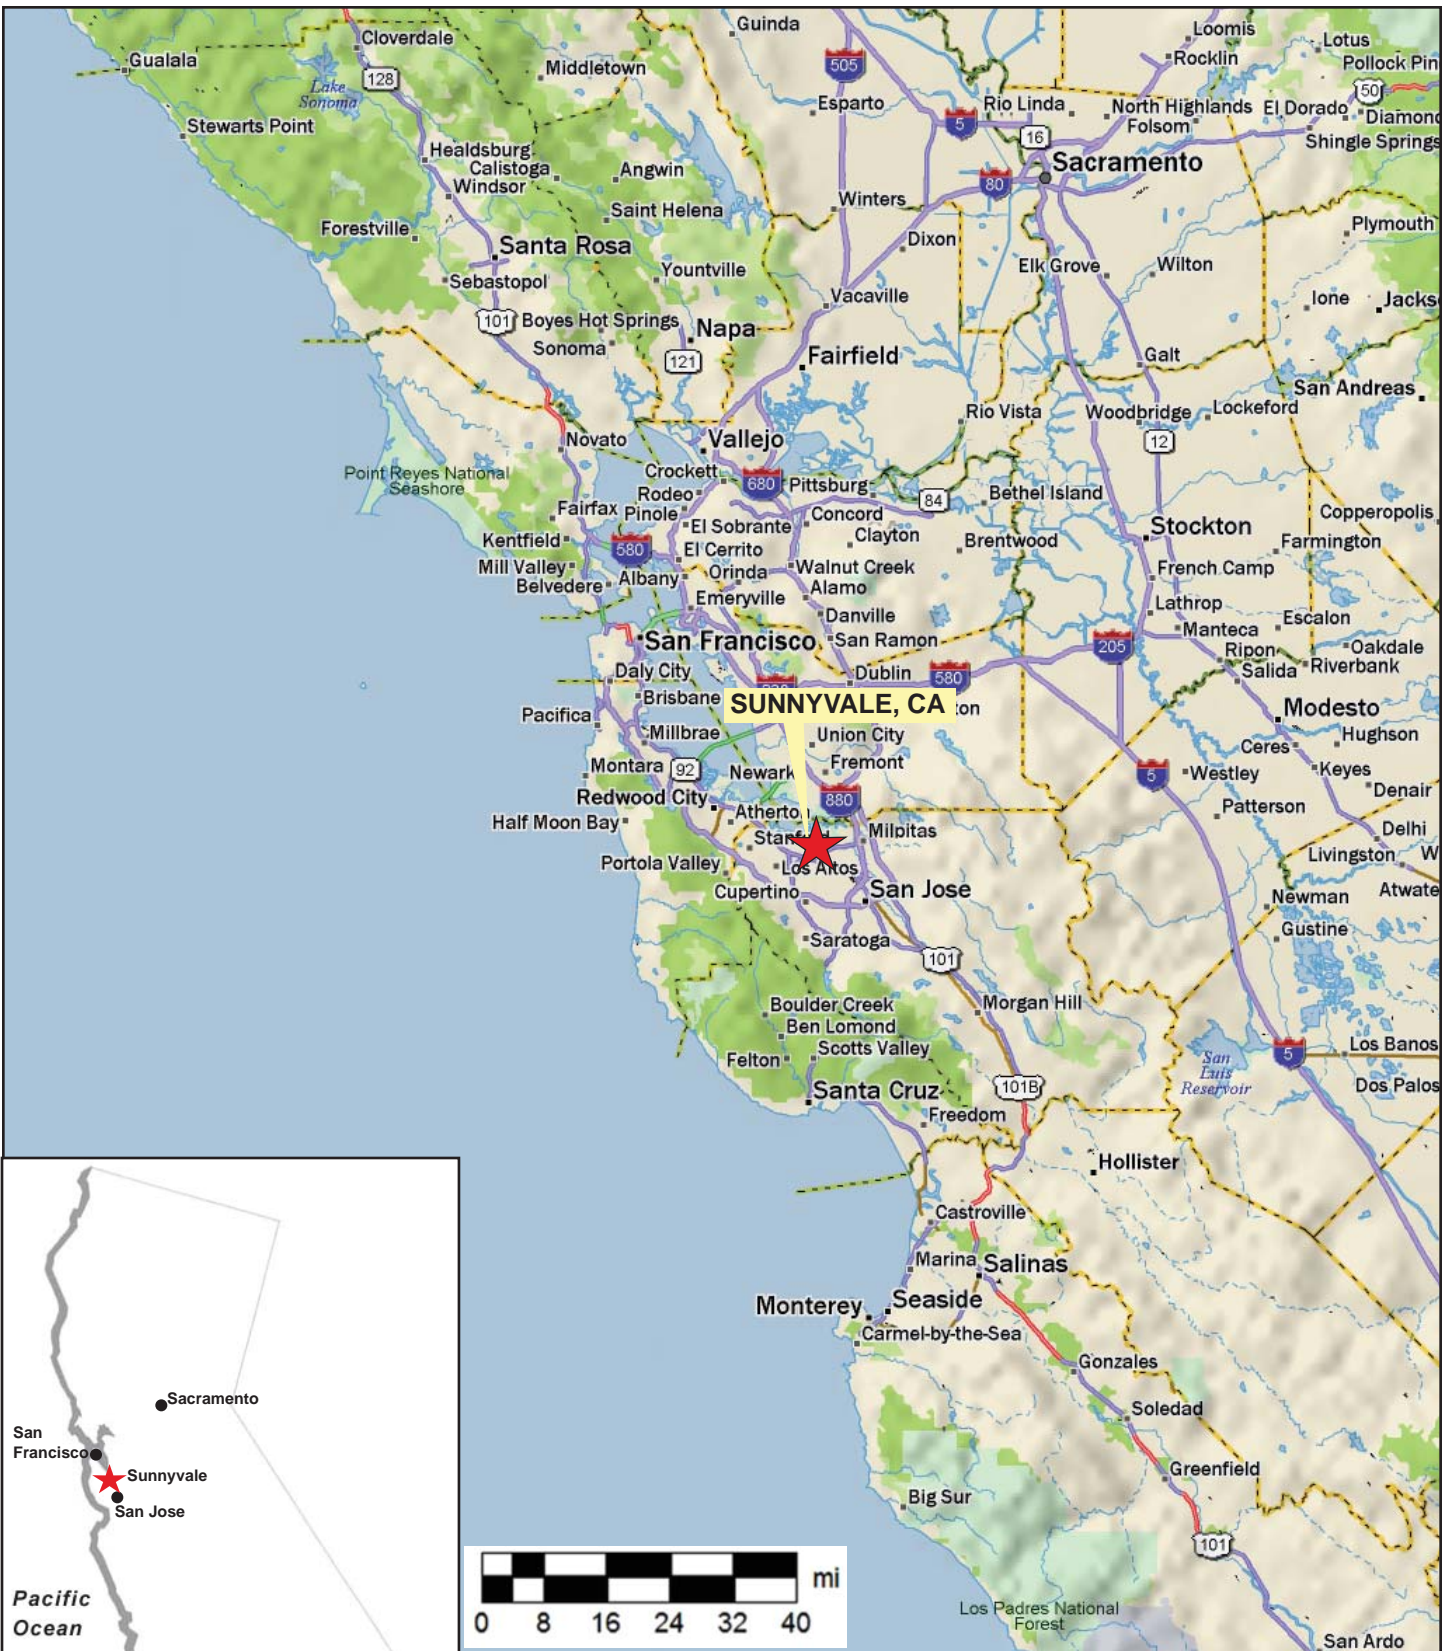 Guinda
Loomis
Cloverdale
Lotus
Gualala
Rocklin
Pollock Pin
Middletown
505
128
Lake
Sonoma
50
Esparto
Rio Linda
North Highlands
El Dorado
Diamond
Stewarts Point
5
16
Folsom
Shingle Springs
Healdsburg
Calistoga
Angwin
Sacramento
Windsor
80
Winters
Saint Helena
Forestville
Plymouth
Santa Rosa
Dixon
Sebastopol
Yountville
Elk Grove
Wilton
Vacaville
Ione
Jacks
101
Boyes Hot Springs
Napa
Sonoma
121
Fairfield
Galt
San Andreas
Rio Vista
Woodbridge
Lockeford
Novato
Vallejo
12
Point Reyes National
Seashore
Crockett
680
Pittsburg
Rodeo
84
Bethel Island
Fairfax
Pinole
El Sobrante
Concord
Copperopolis
Stockton
Kentfield
580
El Cerrito
Clayton
Brentwood
Farmington
Mill Valley
Albany
Orinda
Walnut Creek
French Camp
Belvedere
Alamo
Emeryville
Danville
Lathrop
Manteca
Escalon
San Francisco
San Ramon
205
Ripon
Oakdale
Daly City
Dublin
580
Salida
Riverbank
Brisbane
SUNNYVALE, CA
ton
Pacifica
Modesto
Millbrae
Union City
Ceres
Hughson
Montara
92
Newark
Fremont
5
Westley
Keyes
Redwood City
880
Denair
Half Moon Bay
Atherton
Patterson
Stanford
Milpitas
Delhi
Portola Valley
Los Altos
Livingston
W
Cupertino
San Jose
Newman
Atwate
Saratoga
Gustine
101
Boulder Creek
Morgan Hill
Ben Lomond
Felton
Scotts Valley
San
Luis
Reservoir
5
Los Banos
Santa Cruz
101B
Dos Palos
Freedom
Hollister
Castroville
Marina
Salinas
Monterey
Seaside
Carmel-by-the-Sea
Gonzales
Soledad
Greenfield
Big Sur
101
Los Padres National
Forest
San Ardo
Sacramento
San
Francisco
Sunnyvale
San Jose
Pacific
Ocean
mi
0 8 16 24 32 40